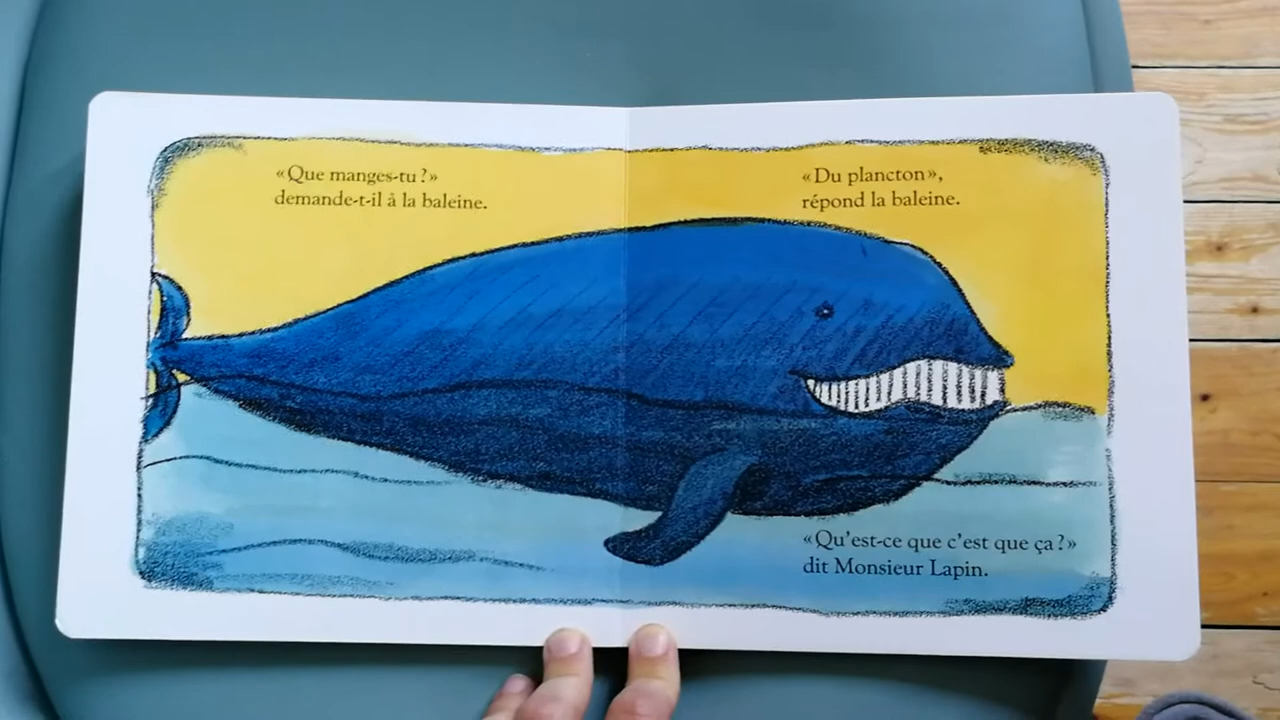 «Que manges-tu?»
demande-t-il à la baleine.
«Du plancton»,
répond la baleine.
«Qu'est-ce que c'est que ça?»
dit Monsieur Lapin.